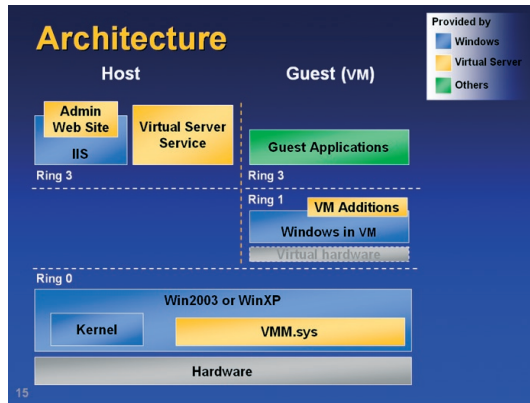 Architecture
Provided by
Windows
Virtual Server
Others
Host
Guest (VM)
Admin
Web Site
IIS
Virtual Server
Service
Guest Applications
Ring 3
Ring 3
Ring 1
VM Additions
Windows in VM
Virtual hardware
Ring 0
Win2003 or WinXP
Kernel
VMM.sys
Hardware
15